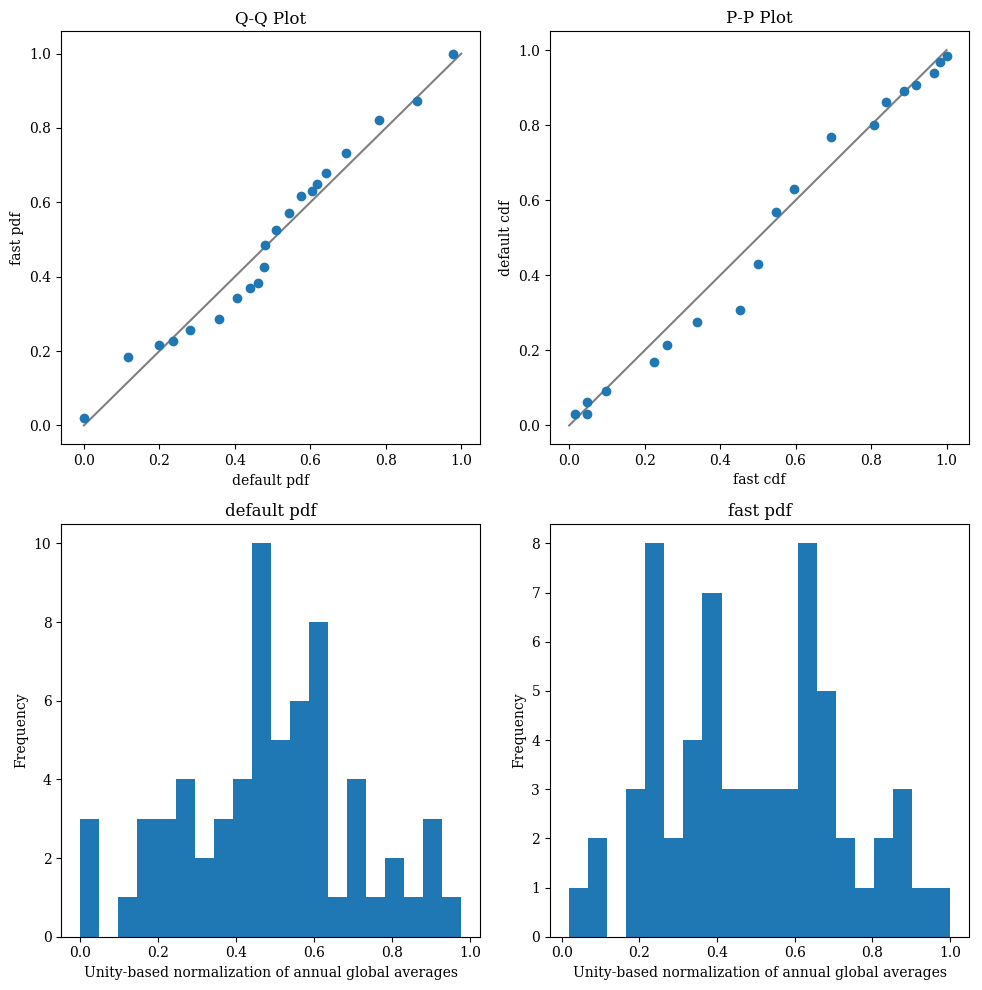 Q-Q Plot
1.0
0.8
0.6
0.4
0.2
0.0
fast pdf
0.0 0.2 0.4 0.6 0.8 1.0
default pdf
P-P Plot
1.0
0.8
0.6
0.4
0.2
0.0
default cdf
0.0 0.2 0.4 0.6 0.8 1.0
fast cdf
default pdf
10
8
6
4
2
0
Frequency
0.0 0.2 0.4 0.6 0.8 1.0
Unity-based normalization of annual global averages
fast pdf
8
7
6
5
4
3
2
1
0
Frequency
0.0 0.2 0.4 0.6 0.8 1.0
Unity-based normalization of annual global averages